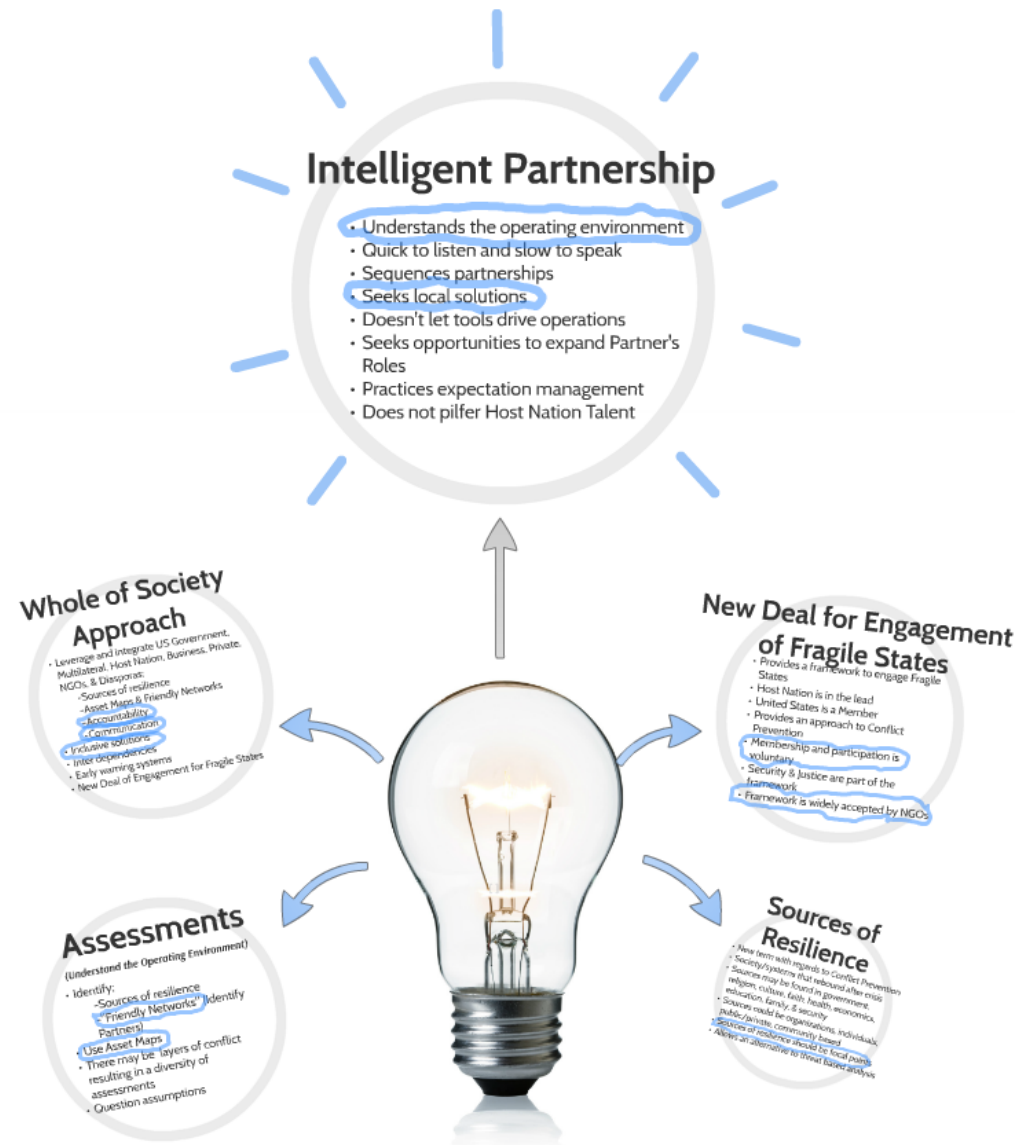 Intelligent Partnership
• Understands the operating environment
• Quick to listen and slow to speak
• Sequences partnerships
• Seeks local solutions
• Doesn't let tools drive operations
• Seeks opportunities to expand Partner's
Roles
• Practices expectation management
• Does not pilfer Host Nation Talent
Whole of Society
Approach
• Leverage and integrate US Government,
Multilateral, Host Nation, Business, Private,
NGOs, & Diasporas;
-Sources of resilience
-Asset Maps & Friendly Networks
-Accountability
-Communication
• Inclusive solutions
• Inter dependencies
• Early warning systems
• New Deal of Engagement for Fragile States
New Deal for Engagement
of Fragile States
• Provides a framework to engage Fragile
States
• Host Nation is in the lead
• United States is a Member
• Provides an approach to Conflict
Prevention
• Membership and participation is
voluntary
• Security & Justice are part of the
framework
• Framework is widely accepted by NGOs
Assessments
(Understand the Operating Environment)
• Identify;
-Sources of resilience
-"Friendly Networks" (Identify
Partners)
• Use Asset Maps
• There may be layers of conflict
resulting in a diversity of
assessments
• Question assumptions
Sources of
Resilience
• New term with regards to Conflict Prevention
• Society/systems that rebound after crisis
• Sources may be found in government,
religion, culture, faith, health, economics,
education, family, & security
• Sources could be organizations, individuals,
public/private, community based
• Sources of resilience should be focal points
• Allows an alternative to threat based analysis